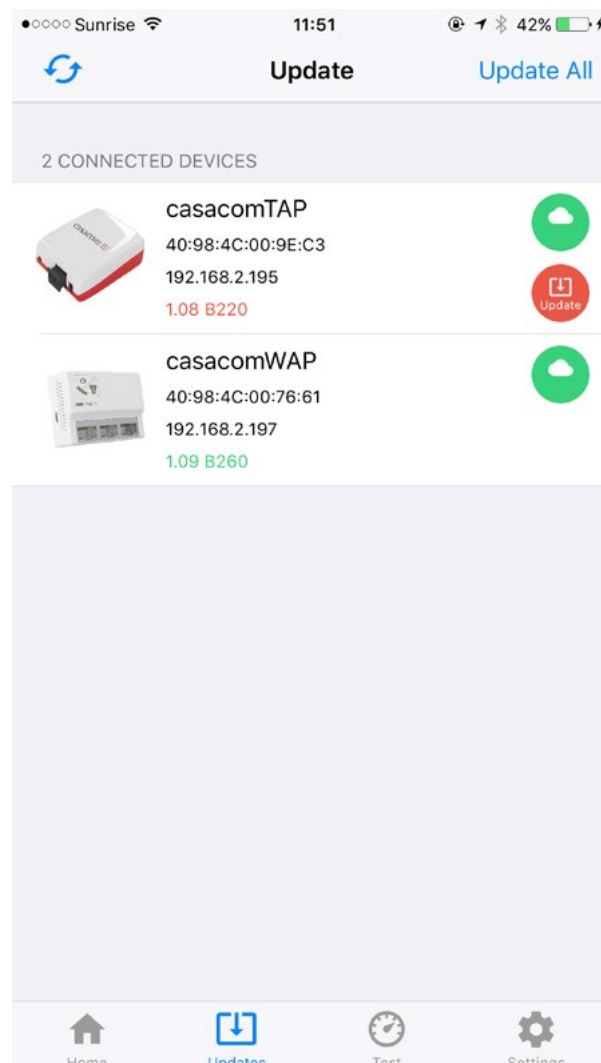 Sunrise 11:51 42%
Update
Update All
2 CONNECTED DEVICES
casacomTAP
40:98:4C:00:9E:C3
192.168.2.195
1.08 B220
Update
casacomWAP
40:98:4C:00:76:61
192.168.2.197
1.09 B260
Home Updates Test Settings